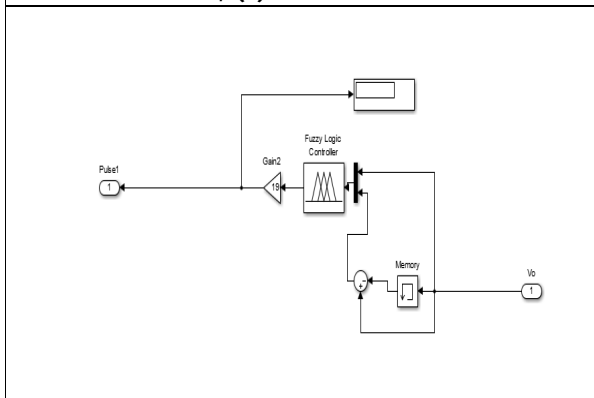 Fuzzy Logic
Controller
Gain2
19
Pulse1
1
Memory
Vo
1